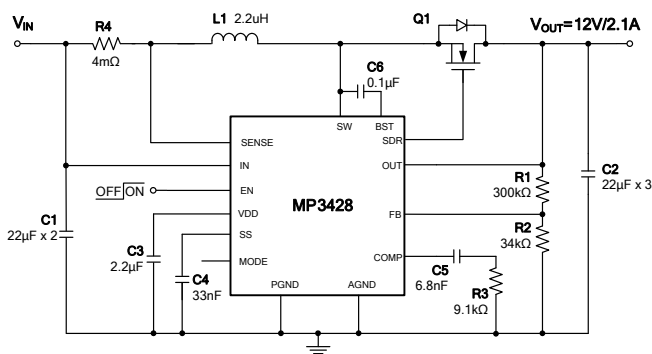 L1 2.2uH
Q1
VIN
VOUT=12V/2.1A
R4
4mΩ
C6
0.1µF
SW
BST
SENSE
SDR
IN
OUT
C2
22µF x 3
R1
300kΩ
OFF ON
EN
MP3428
VDD
FB
C1
22µF x 2
R2
34kΩ
SS
C3
2.2µF
MODE
COMP
C4
33nF
C5
6.8nF
R3
9.1kΩ
PGND
AGND